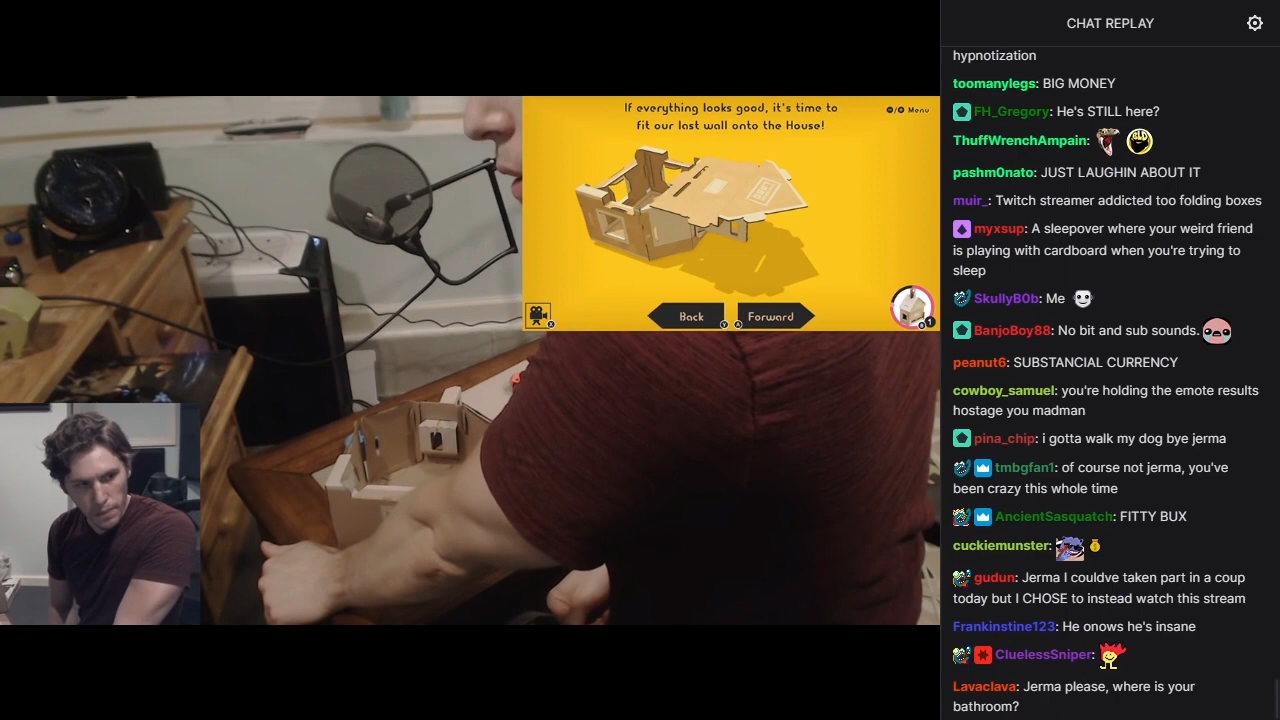 If everything looks good, it's time to
fit our last wall onto the House!
Menu
Back
Forward
CHAT REPLAY
hypnotization
toomanylegs: BIG MONEY
FH_Gregory: He's STILL here?
ThuffWrenchAmpain:
pashm0nato: JUST LAUGHIN ABOUT IT
muir_: Twitch streamer addicted too folding boxes
myxsup: A sleepover where your weird friend
is playing with cardboard when you're trying to
sleep
SkullyB0b: Me
BanjoBoy88: No bit and sub sounds.
peanut6: SUBSTANCIAL CURRENCY
cowboy_samuel: you're holding the emote results
hostage you madman
pina_chip: i gotta walk my dog bye jerma
tmbgfan1: of course not jerma, you've
been crazy this whole time
AncientSasquatch: FITTY BUX
cuckiemunster:
gudun: Jerma I couldve taken part in a coup
today but I CHOSE to instead watch this stream
Frankinstine123: He onows he's insane
CluelessSniper:
Lavaclava: Jerma please, where is your
bathroom?